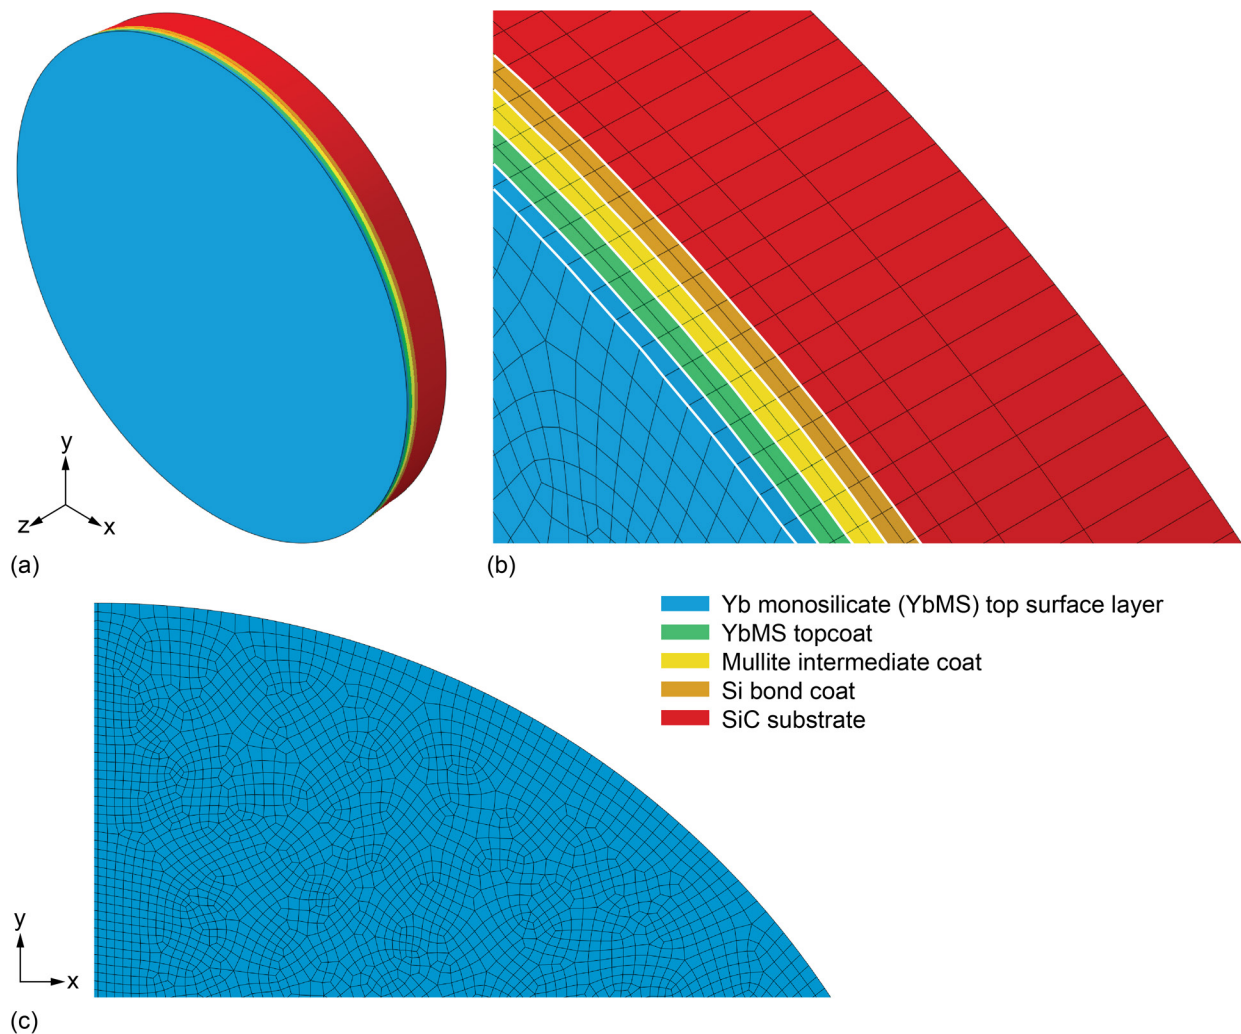 y
z
x
(a)
(b)
Yb monosilicate (YbMS) top surface layer
YbMS topcoat
Mullite intermediate coat
Si bond coat
SiC substrate
y
x
(c)